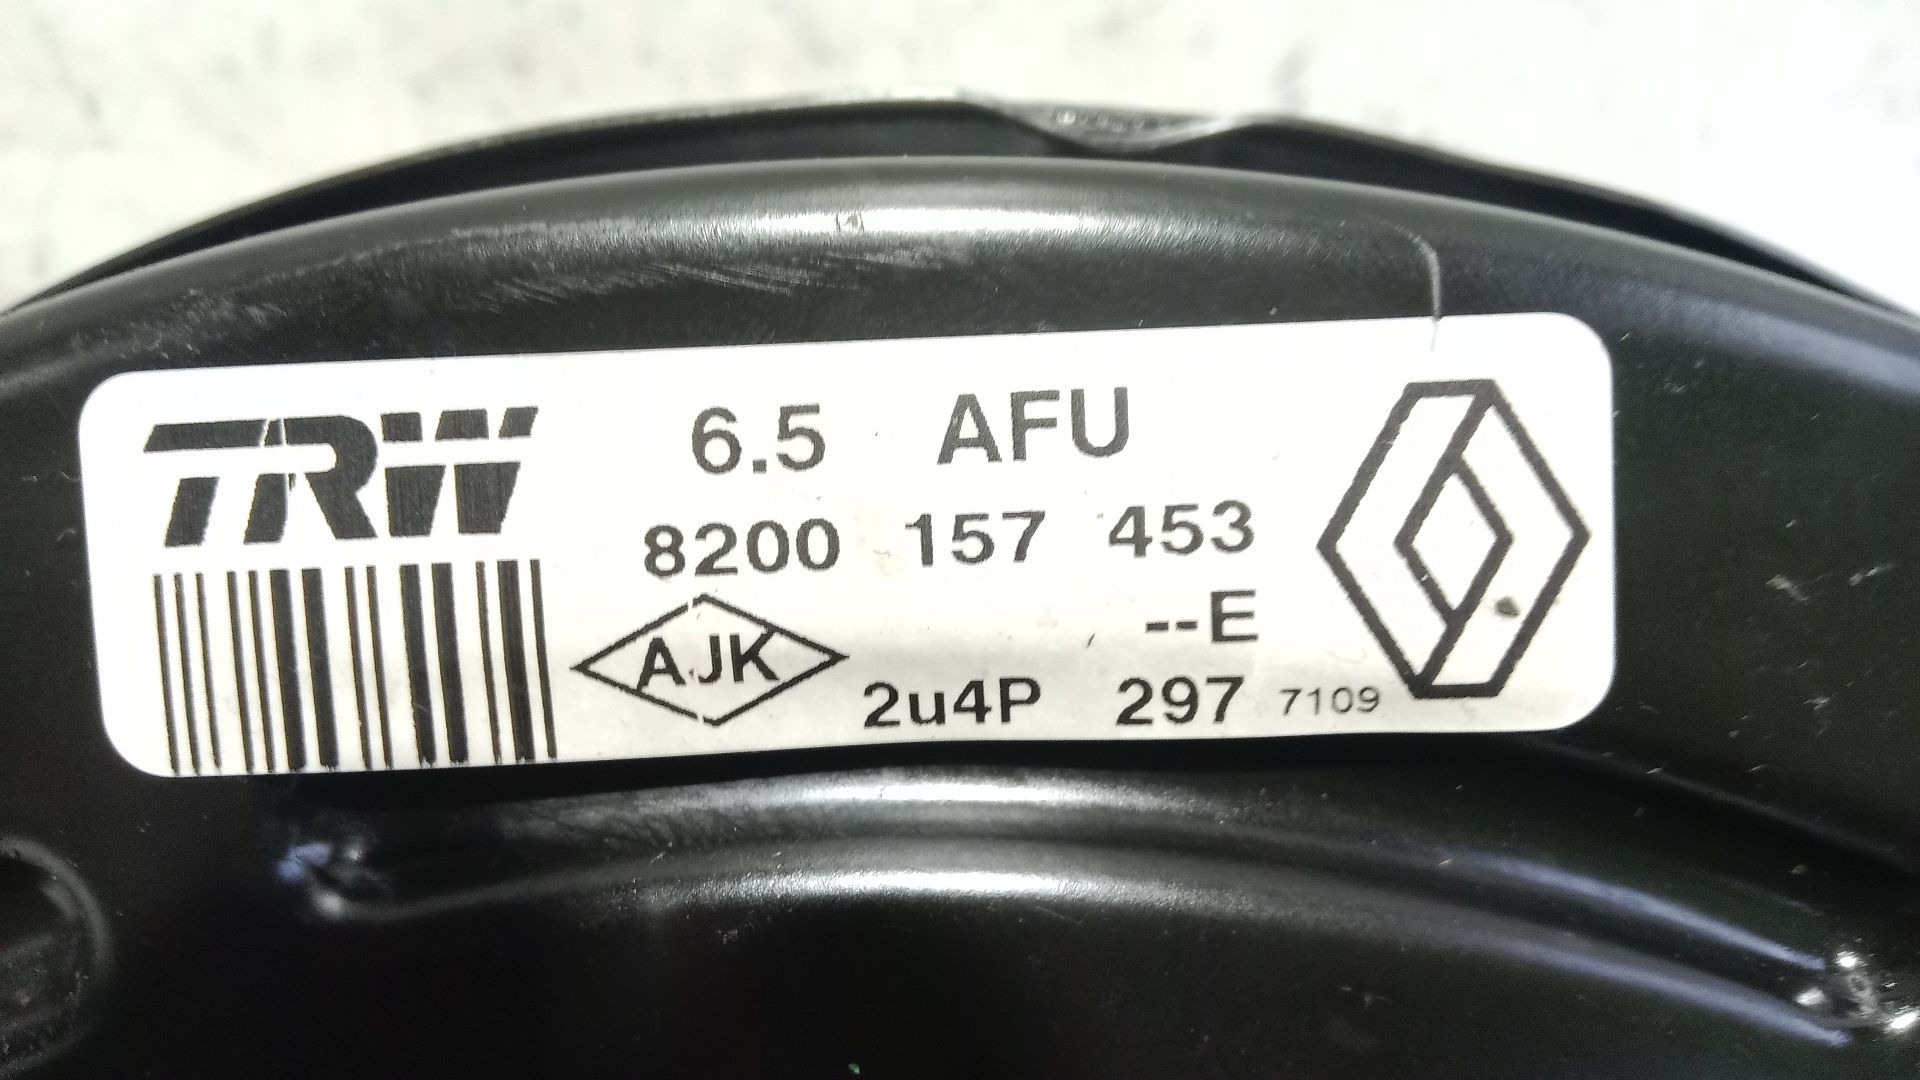 TRW
6.5 AFU
8200 157 453
--E
AJK
2u4P 297 7109